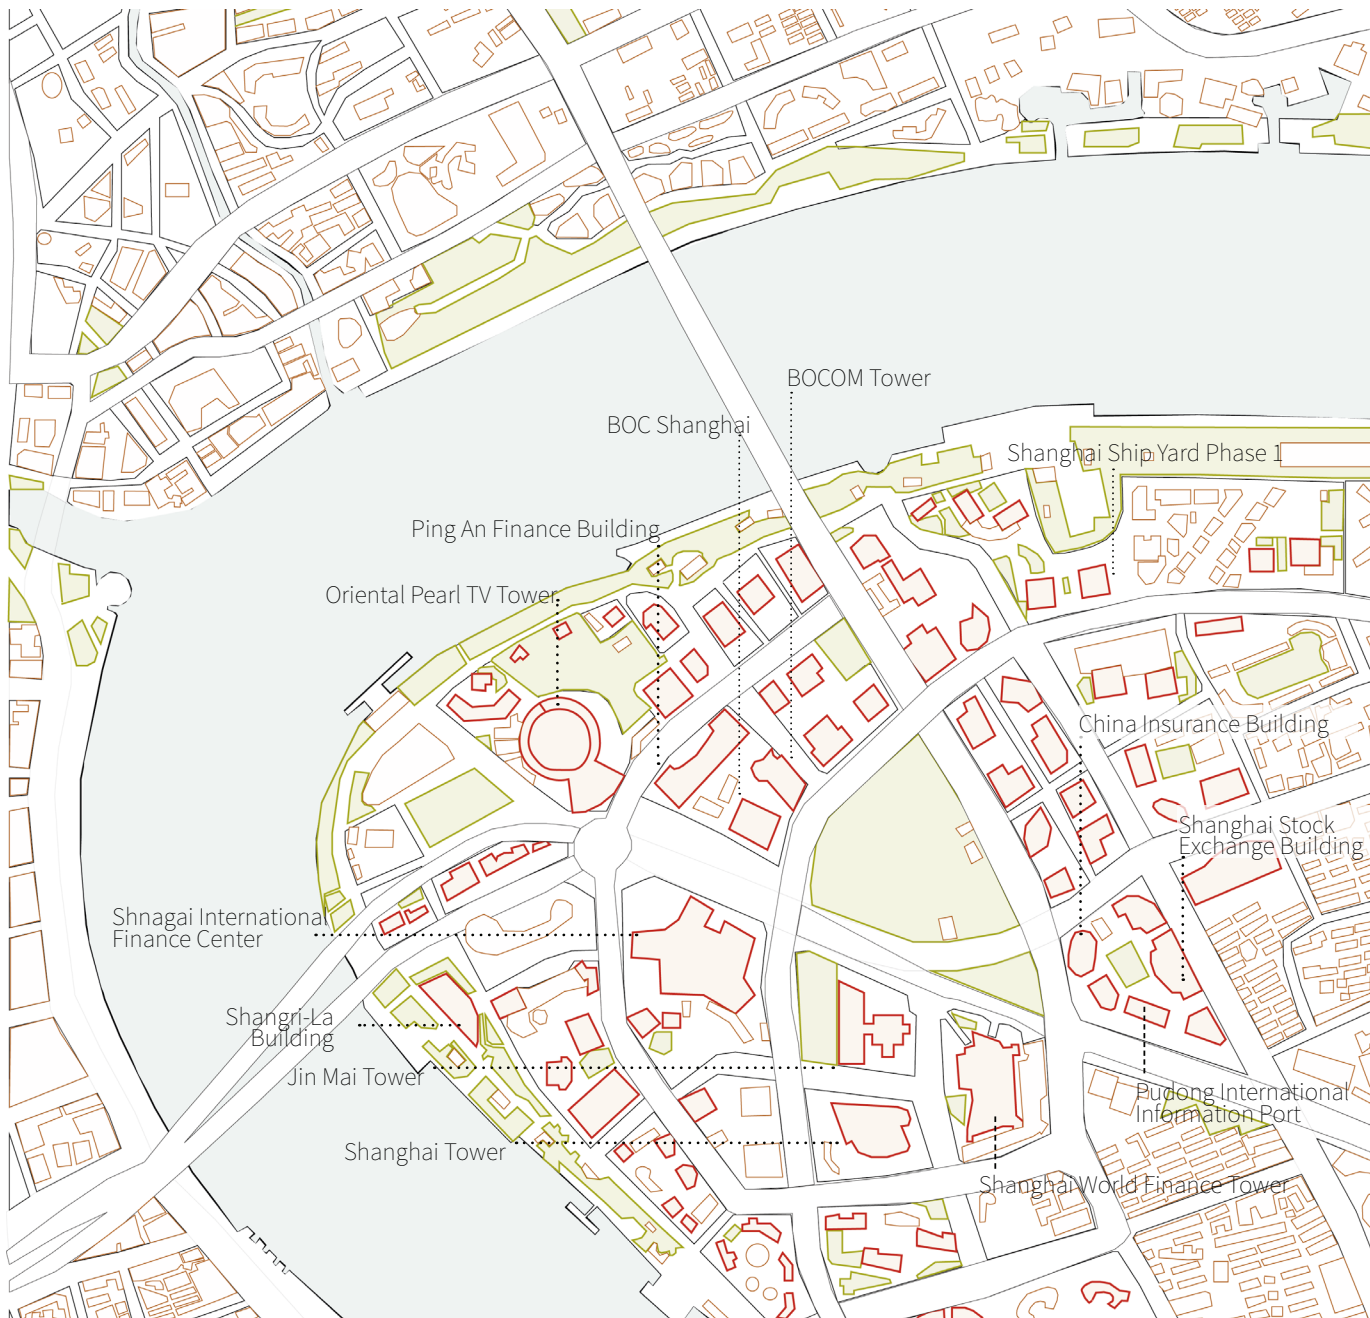 BOCOM Tower
BOC Shanghai
Shanghai Ship Yard Phase 1
Ping An Finance Building
Oriental Pearl TV Tower
China Insurance Building
Shanghai Stock
Exchange Building
Shnagai International
Finance Center
Shangri-La
Building
Jin Mai Tower
Pudong International
Information Port
Shanghai Tower
Shanghai World Finance Tower